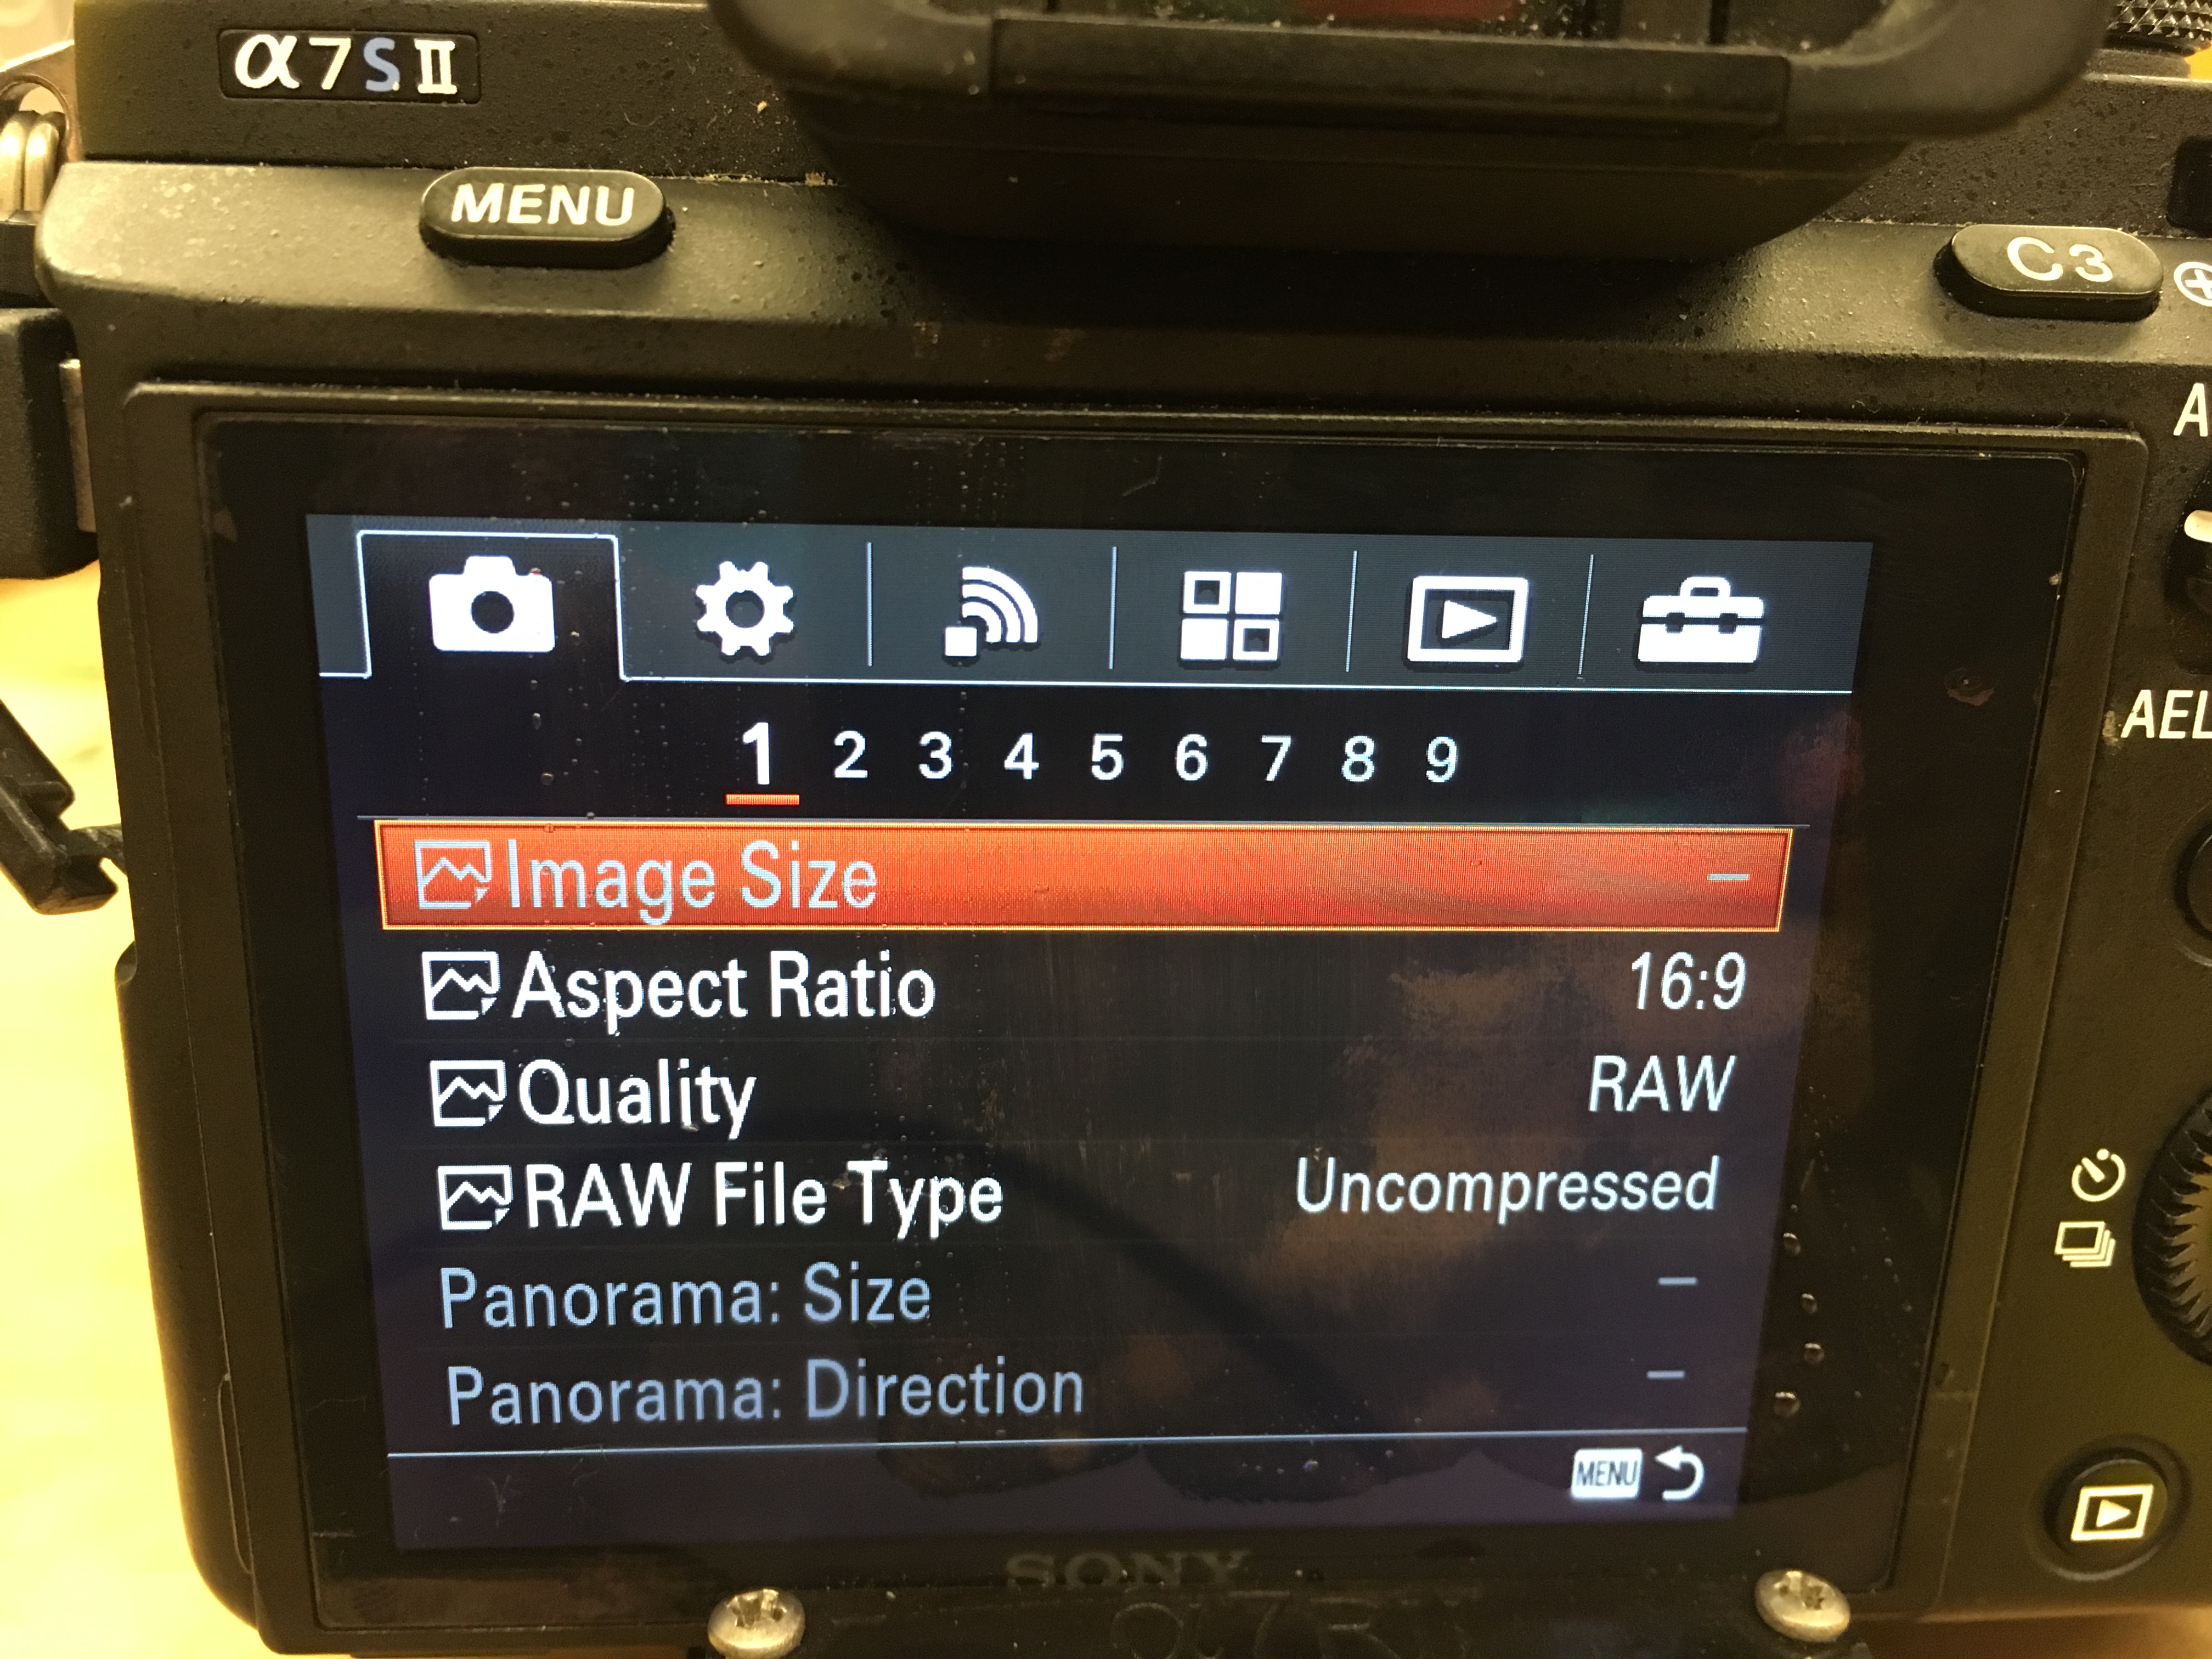 α7SⅡ
MENU
C3
AEL
1 2 3 4 5 6 7 8 9
Image Size –
Aspect Ratio 16:9
Quality RAW
RAW File Type Uncompressed
Panorama: Size –
Panorama: Direction –
MENU
SONY